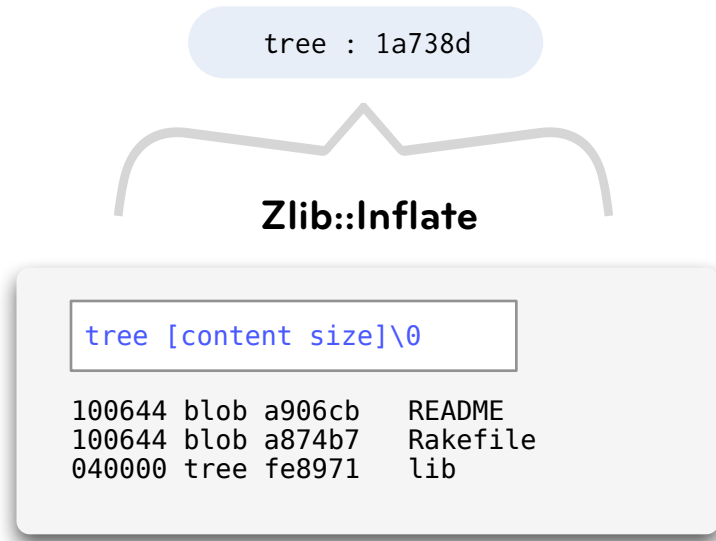 tree : 1a738d
Zlib::Inflate
tree [content size]\0
100644 blob a906cb   README
100644 blob a874b7   Rakefile
040000 tree fe8971   lib